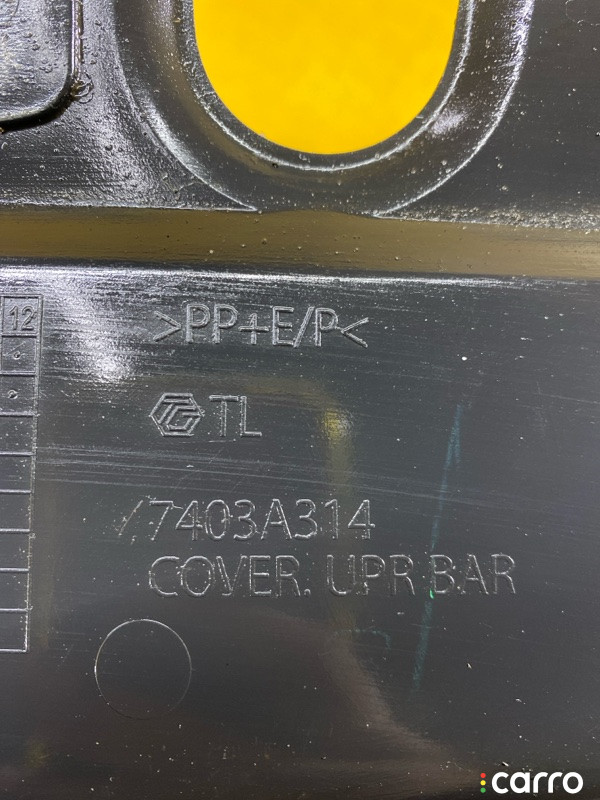 12
>PP+E/P<
TL
/7403A314
COVER. UPR BAR
carro